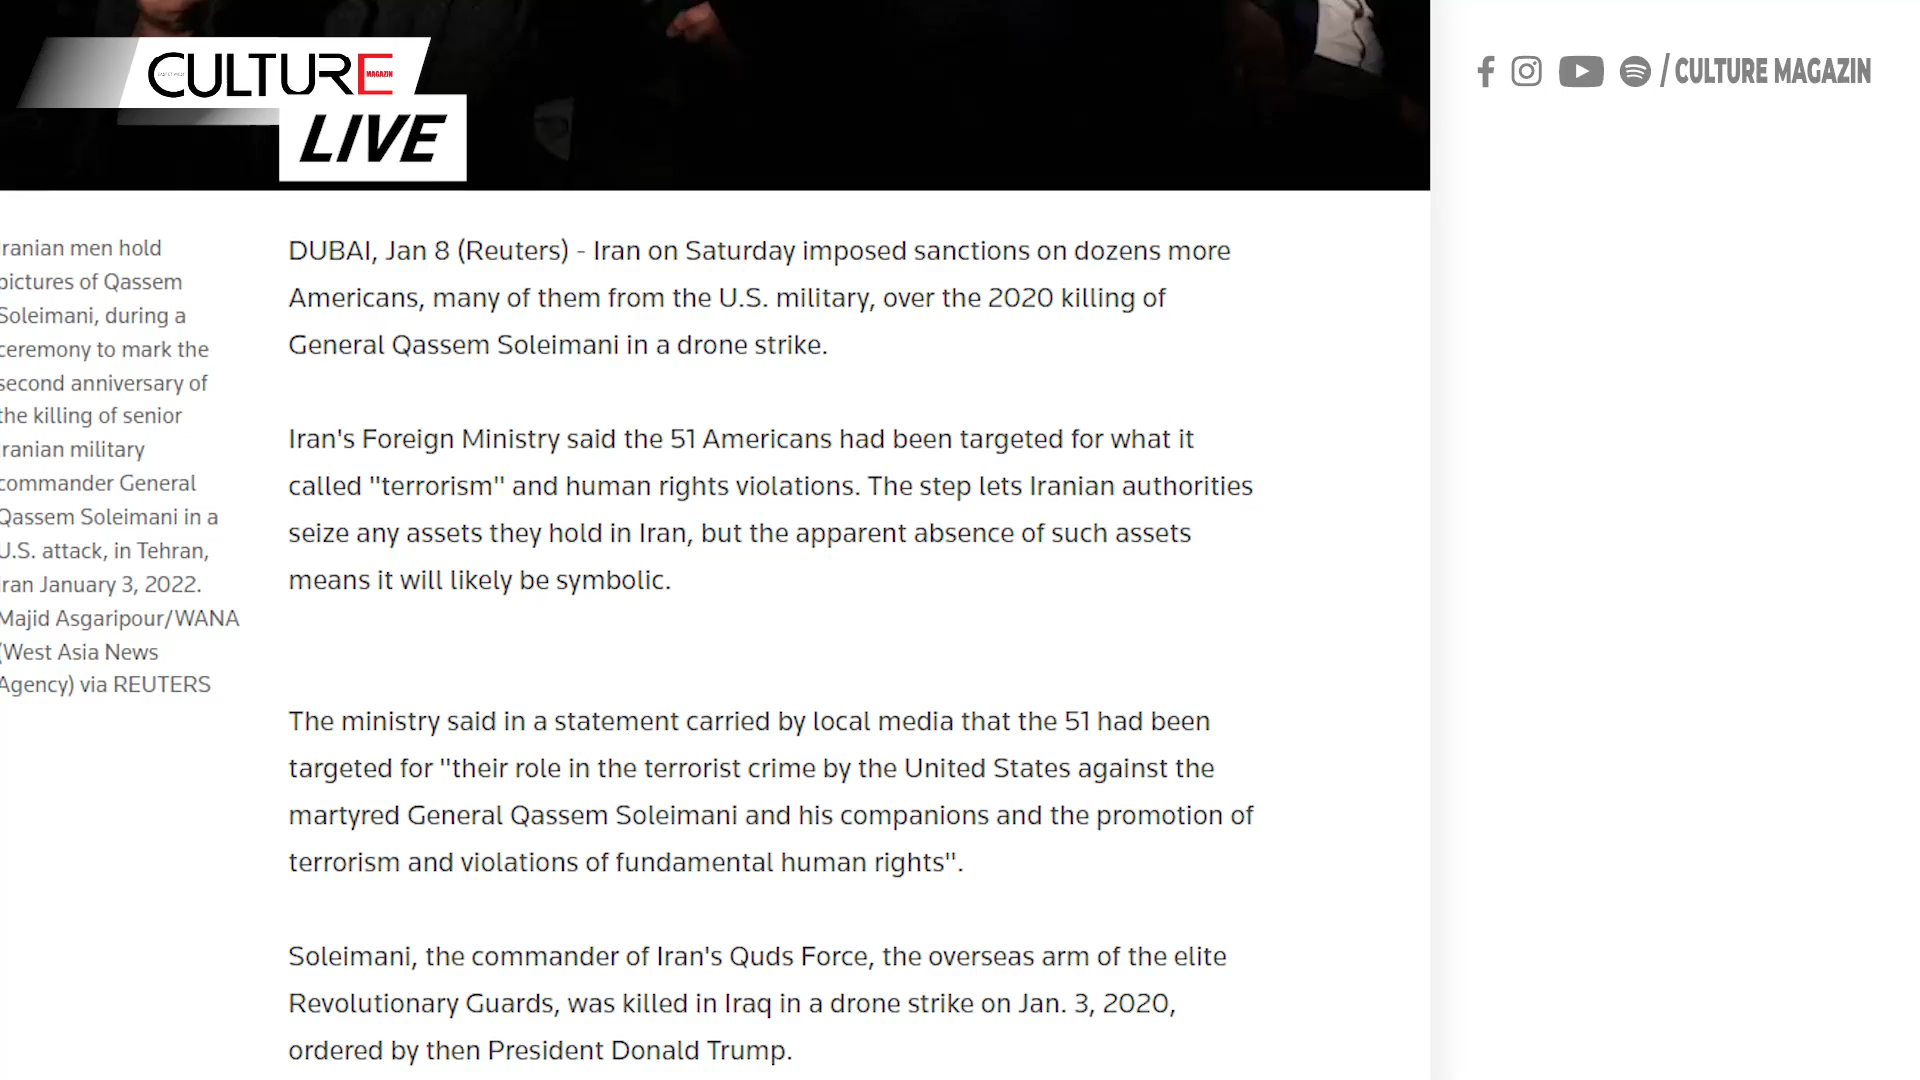 CULTURE
MAGAZIN
LIVE
/ CULTURE MAGAZIN
Iranian men hold
pictures of Qassem
Soleimani, during a
ceremony to mark the
second anniversary of
the killing of senior
Iranian military
commander General
Qassem Soleimani in a
U.S. attack, in Tehran,
Iran January 3, 2022.
Majid Asgaripour/WANA
(West Asia News
Agency) via REUTERS
DUBAI, Jan 8 (Reuters) - Iran on Saturday imposed sanctions on dozens more
Americans, many of them from the U.S. military, over the 2020 killing of
General Qassem Soleimani in a drone strike.
Iran's Foreign Ministry said the 51 Americans had been targeted for what it
called "terrorism" and human rights violations. The step lets Iranian authorities
seize any assets they hold in Iran, but the apparent absence of such assets
means it will likely be symbolic.
The ministry said in a statement carried by local media that the 51 had been
targeted for "their role in the terrorist crime by the United States against the
martyred General Qassem Soleimani and his companions and the promotion of
terrorism and violations of fundamental human rights".
Soleimani, the commander of Iran's Quds Force, the overseas arm of the elite
Revolutionary Guards, was killed in Iraq in a drone strike on Jan. 3, 2020,
ordered by then President Donald Trump.